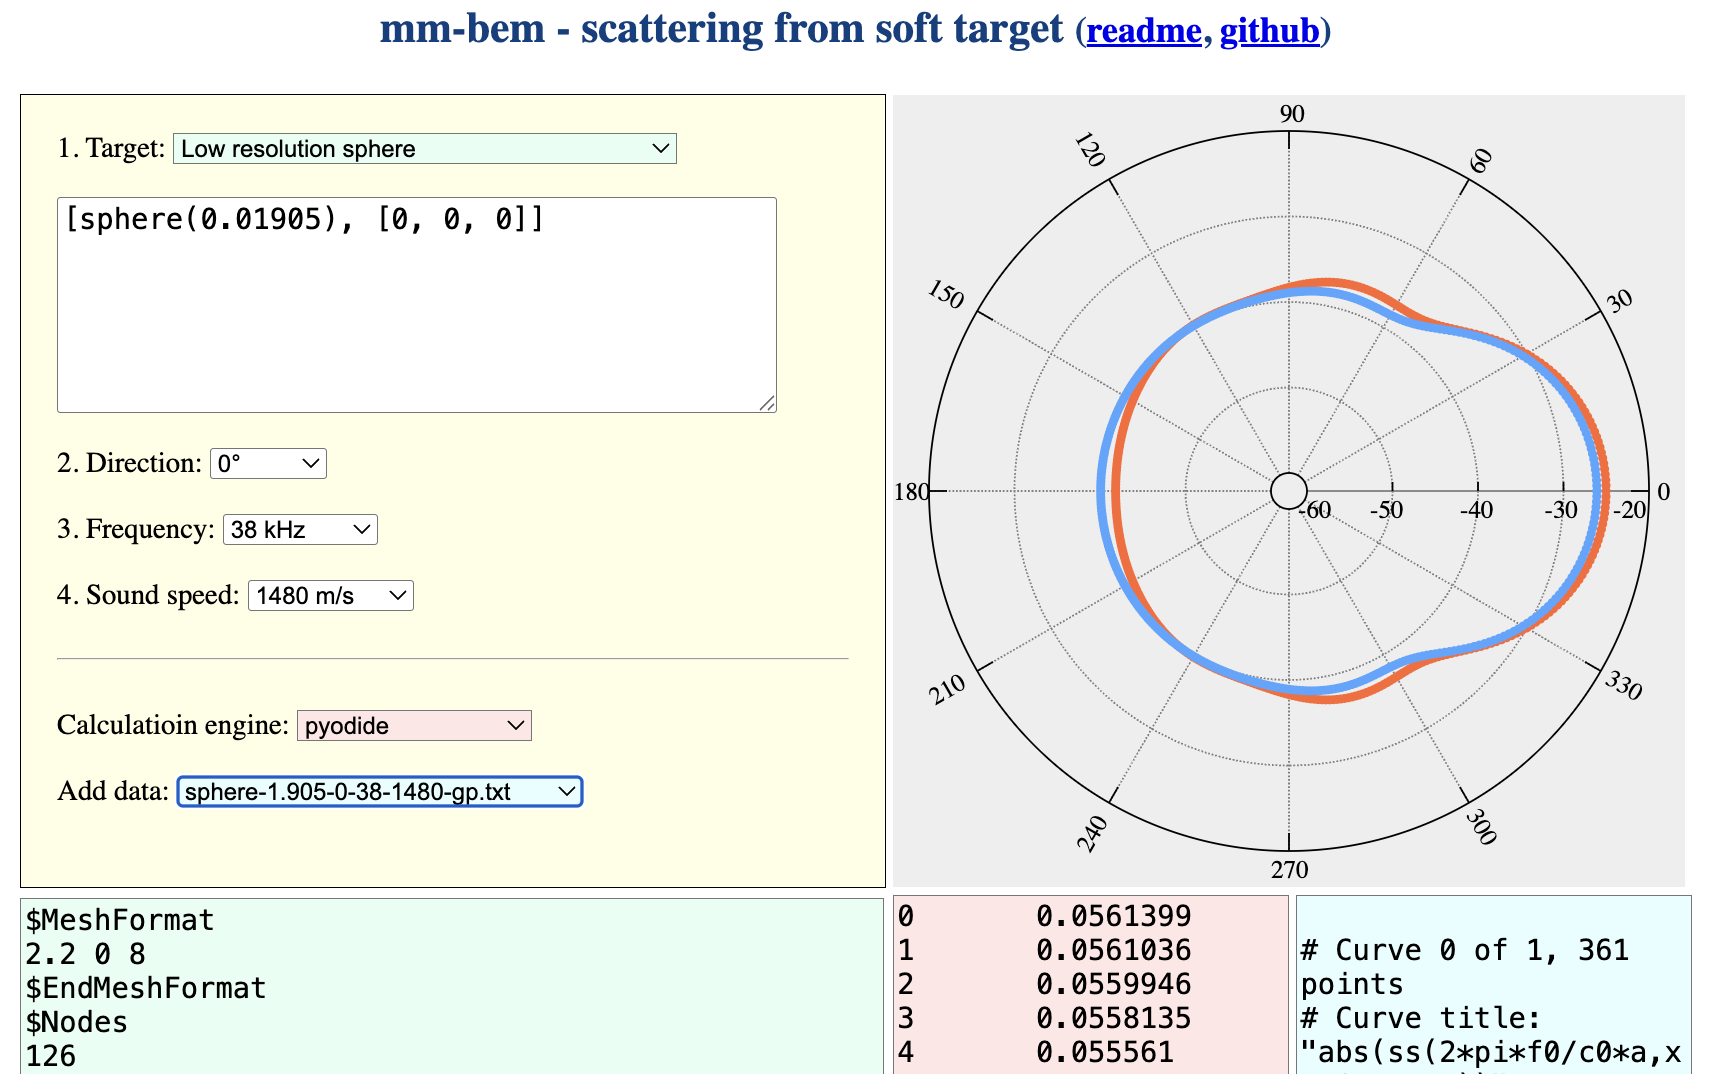 mm-bem - scattering from soft target (readme, github)
1. Target: Low resolution sphere
[sphere(0.01905), [0, 0, 0]]
2. Direction: 0°
3. Frequency: 38 kHz
4. Sound speed: 1480 m/s
Calculatioin engine: pyodide
Add data: sphere-1.905-0-38-1480-gp.txt
90
120
60
150
30
180
-60
-50
-40
-30
-20
0
210
330
240
300
270
$MeshFormat
2.2 0 8
$EndMeshFormat
$Nodes
126
0 0.0561399
1 0.0561036
2 0.0559946
3 0.0558135
4 0.055561
# Curve 0 of 1, 361
points
# Curve title:
"abs(ss(2*pi*f0/c0*a,x